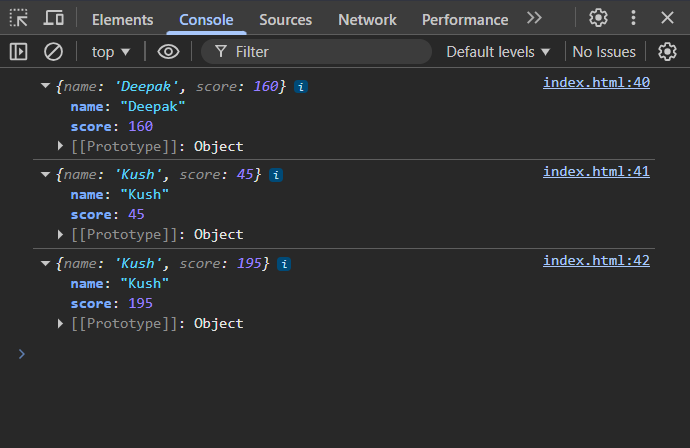 Elements Console Sources Network Performance
top Filter Default levels No Issues
{name: 'Deepak', score: 160} i index.html:40
name: "Deepak"
score: 160
[[Prototype]]: Object
{name: 'Kush', score: 45} i index.html:41
name: "Kush"
score: 45
[[Prototype]]: Object
{name: 'Kush', score: 195} i index.html:42
name: "Kush"
score: 195
[[Prototype]]: Object